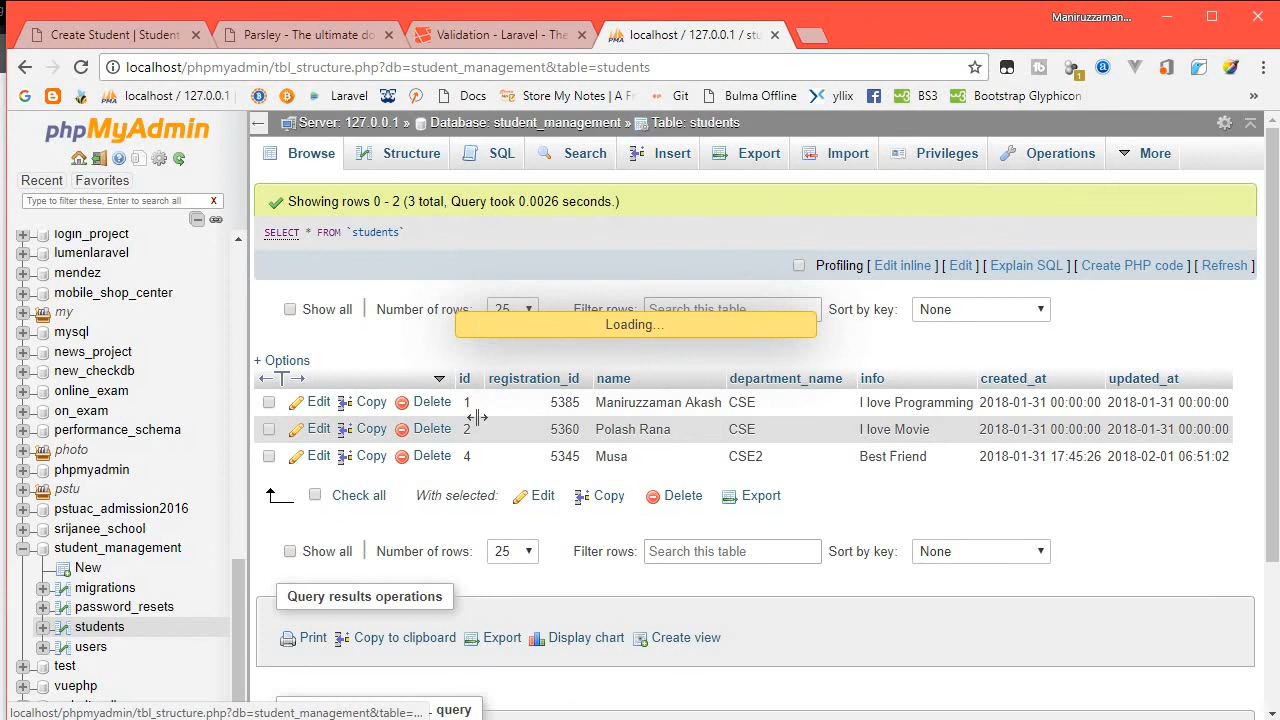 Maniruzzaman...
Create Student | Student
Parsley - The ultimate do
Validation - Laravel - The
localhost / 127.0.0.1 / stu
localhost/phpmyadmin/tbl_structure.php?db=student_management&table=students
localhost / 127.0.0.1
Laravel
Docs
Store My Notes | A Fr
Git
Bulma Offline
yllix
BS3
Bootstrap Glyphicon
»
phpMyAdmin
Recent
Favorites
Type to filter these, Enter to search all
X
login_project
lumenlaravel
mendez
mobile_shop_center
my
mysql
news_project
new_checkdb
online_exam
on_exam
performance_schema
photo
phpmyadmin
pstu
pstuac_admission2016
srijanee_school
student_management
New
migrations
password_resets
students
users
test
vuephp
localhost/phpmyadmin/tbl_structure.php?db=student_management&table=...
Server: 127.0.0.1 » Database: student_management » Table: students
Browse
Structure
SQL
Search
Insert
Export
Import
Privileges
Operations
More
Showing rows 0 - 2 (3 total, Query took 0.0026 seconds.)
SELECT * FROM `students`
Profiling [ Edit inline ] [ Edit ] [ Explain SQL ] [ Create PHP code ] [ Refresh ]
Show all | Number of rows: 25 Filter rows: Search this table Sort by key: None
Loading...
+ Options
id registration_id name department_name info created_at updated_at
Edit Copy Delete 1 5385 Maniruzzaman Akash CSE I love Programming 2018-01-31 00:00:00 2018-01-31 00:00:00
Edit Copy Delete 2 5360 Polash Rana CSE I love Movie 2018-01-31 00:00:00 2018-01-31 00:00:00
Edit Copy Delete 4 5345 Musa CSE2 Best Friend 2018-01-31 17:45:26 2018-02-01 06:51:02
Check all With selected: Edit Copy Delete Export
Show all | Number of rows: 25 Filter rows: Search this table Sort by key: None
Query results operations
Print Copy to clipboard Export Display chart Create view
query